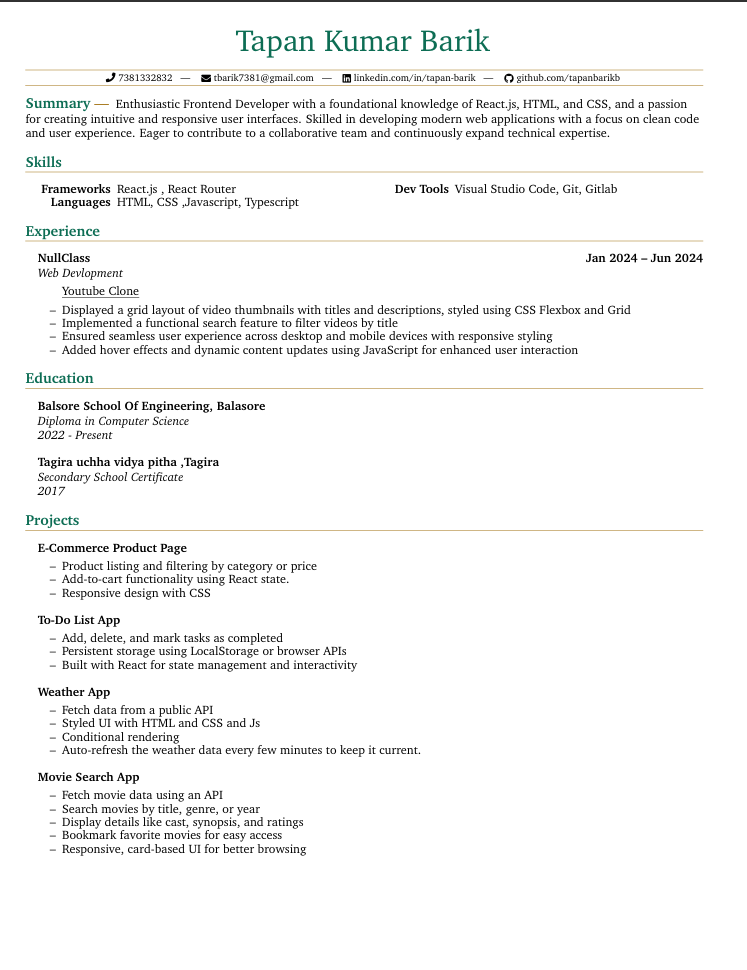 Tapan Kumar Barik
7381332832 — tbarik7381@gmail.com — linkedin.com/in/tapan-barik — github.com/tapanbarikb
Summary — Enthusiastic Frontend Developer with a foundational knowledge of React.js, HTML, and CSS, and a passion
for creating intuitive and responsive user interfaces. Skilled in developing modern web applications with a focus on clean code
and user experience. Eager to contribute to a collaborative team and continuously expand technical expertise.
Skills
Frameworks React.js , React Router Dev Tools Visual Studio Code, Git, Gitlab
Languages HTML, CSS ,Javascript, Typescript
Experience
NullClass Jan 2024 – Jun 2024
Web Devlopment
Youtube Clone
– Displayed a grid layout of video thumbnails with titles and descriptions, styled using CSS Flexbox and Grid
– Implemented a functional search feature to filter videos by title
– Ensured seamless user experience across desktop and mobile devices with responsive styling
– Added hover effects and dynamic content updates using JavaScript for enhanced user interaction
Education
Balsore School Of Engineering, Balasore
Diploma in Computer Science
2022 - Present
Tagira uchha vidya pitha ,Tagira
Secondary School Certificate
2017
Projects
E-Commerce Product Page
– Product listing and filtering by category or price
– Add-to-cart functionality using React state.
– Responsive design with CSS
To-Do List App
– Add, delete, and mark tasks as completed
– Persistent storage using LocalStorage or browser APIs
– Built with React for state management and interactivity
Weather App
– Fetch data from a public API
– Styled UI with HTML and CSS and Js
– Conditional rendering
– Auto-refresh the weather data every few minutes to keep it current.
Movie Search App
– Fetch movie data using an API
– Search movies by title, genre, or year
– Display details like cast, synopsis, and ratings
– Bookmark favorite movies for easy access
– Responsive, card-based UI for better browsing